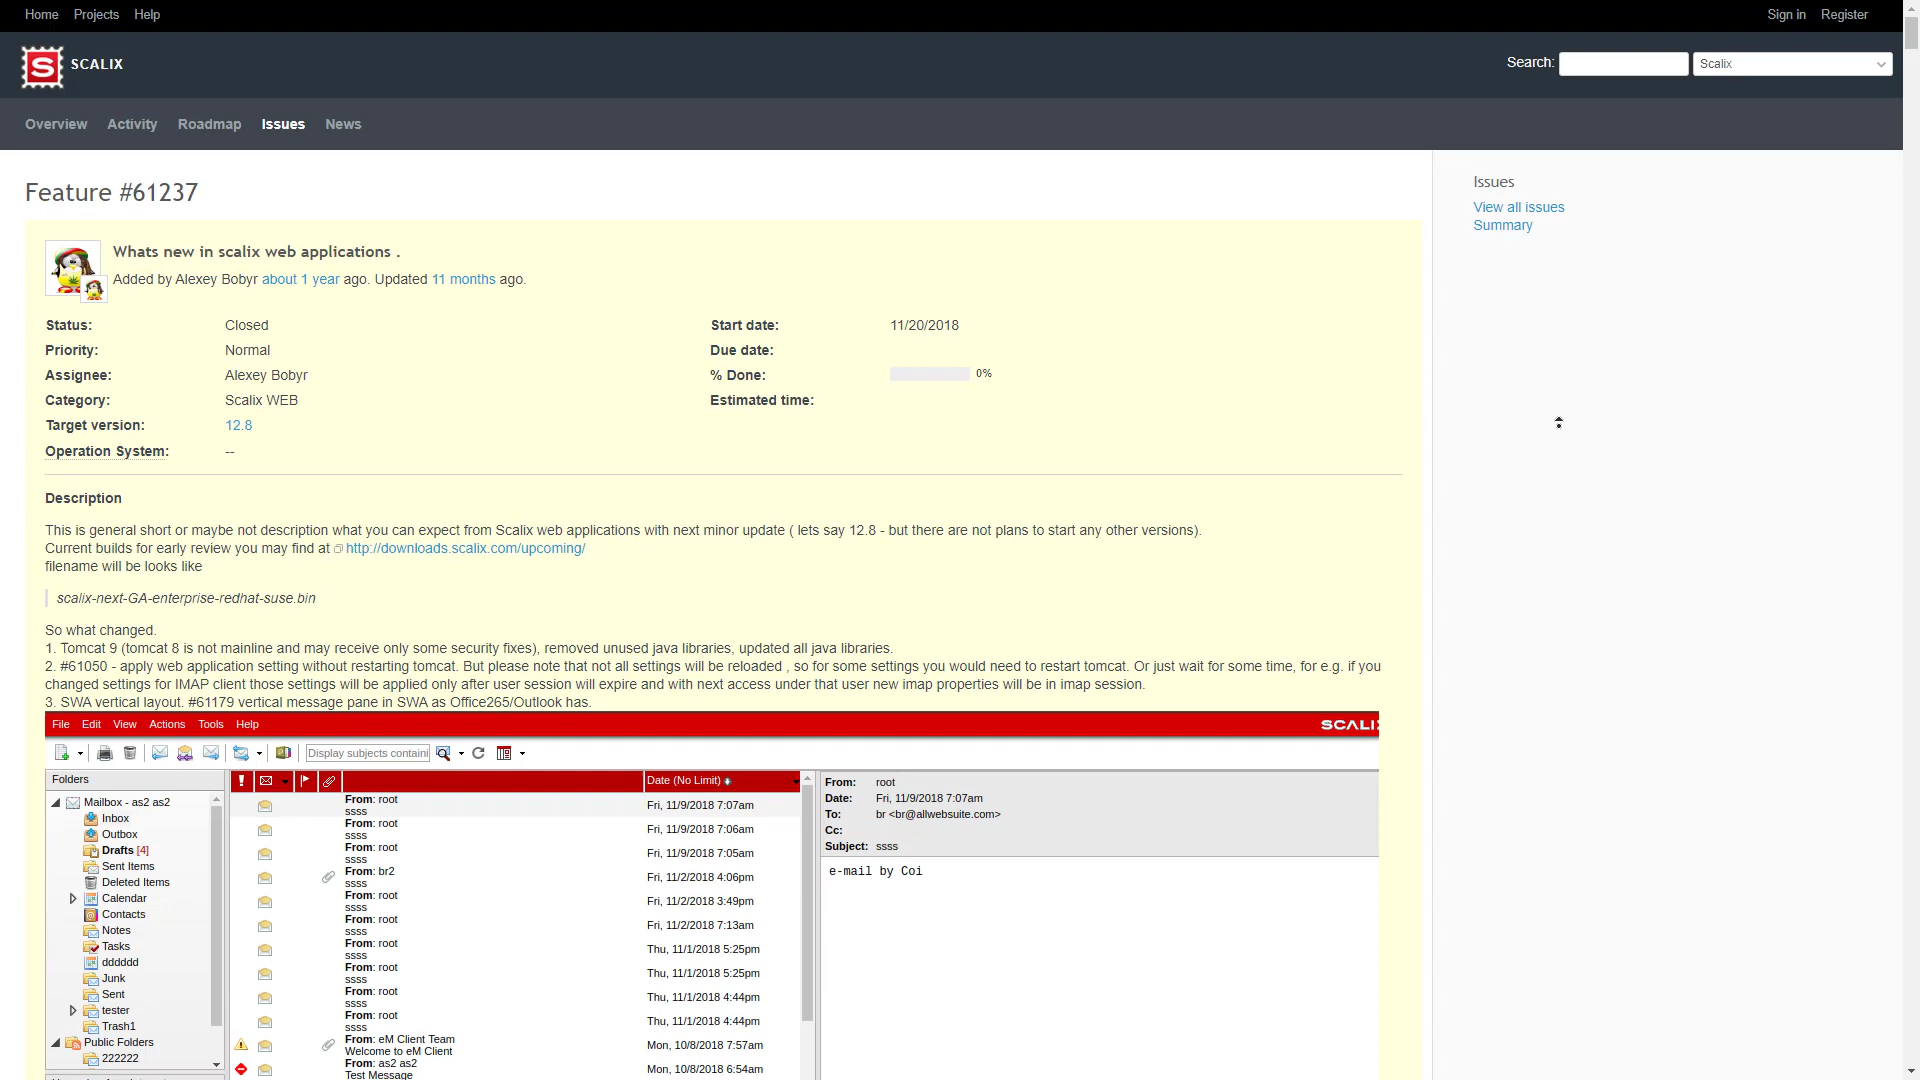 Home Projects Help
Sign in Register
SCALIX
Search:
Scalix
Overview Activity Roadmap Issues News
Feature #61237
Whats new in scalix web applications .
Added by Alexey Bobyr about 1 year ago. Updated 11 months ago.
Status: Closed
Start date: 11/20/2018
Priority: Normal
Due date:
Assignee: Alexey Bobyr
% Done: 0%
Category: Scalix WEB
Estimated time:
Target version: 12.8
Operation System: --
Issues
View all issues
Summary
Description
This is general short or maybe not description what you can expect from Scalix web applications with next minor update ( lets say 12.8 - but there are not plans to start any other versions).
Current builds for early review you may find at http://downloads.scalix.com/upcoming/
filename will be looks like
scalix-next-GA-enterprise-redhat-suse.bin
So what changed.
1. Tomcat 9 (tomcat 8 is not mainline and may receive only some security fixes), removed unused java libraries, updated all java libraries.
2. #61050 - apply web application setting without restarting tomcat. But please note that not all settings will be reloaded , so for some settings you would need to restart tomcat. Or just wait for some time, for e.g. if you
changed settings for IMAP client those settings will be applied only after user session will expire and with next access under that user new imap properties will be in imap session.
3. SWA vertical layout. #61179 vertical message pane in SWA as Office265/Outlook has.
File Edit View Actions Tools Help
SCALI
Display subjects containi
Folders
Mailbox - as2 as2
Inbox
Outbox
Drafts [4]
Sent Items
Deleted Items
Calendar
Contacts
Notes
Tasks
dddddd
Junk
Sent
tester
Trash1
Public Folders
222222
Date (No Limit)
From: root
ssss
Fri, 11/9/2018 7:07am
From: root
ssss
Fri, 11/9/2018 7:06am
From: root
ssss
Fri, 11/9/2018 7:05am
From: br2
ssss
Fri, 11/2/2018 4:06pm
From: root
ssss
Fri, 11/2/2018 3:49pm
From: root
ssss
Fri, 11/2/2018 7:13am
From: root
ssss
Thu, 11/1/2018 5:25pm
From: root
ssss
Thu, 11/1/2018 5:25pm
From: root
ssss
Thu, 11/1/2018 4:44pm
From: root
ssss
Thu, 11/1/2018 4:44pm
From: eM Client Team
Welcome to eM Client
Mon, 10/8/2018 7:57am
From: as2 as2
Test Message
Mon, 10/8/2018 6:54am
From: root
Date: Fri, 11/9/2018 7:07am
To: br <br@allwebsuite.com>
Cc:
Subject: ssss
e-mail by Coi